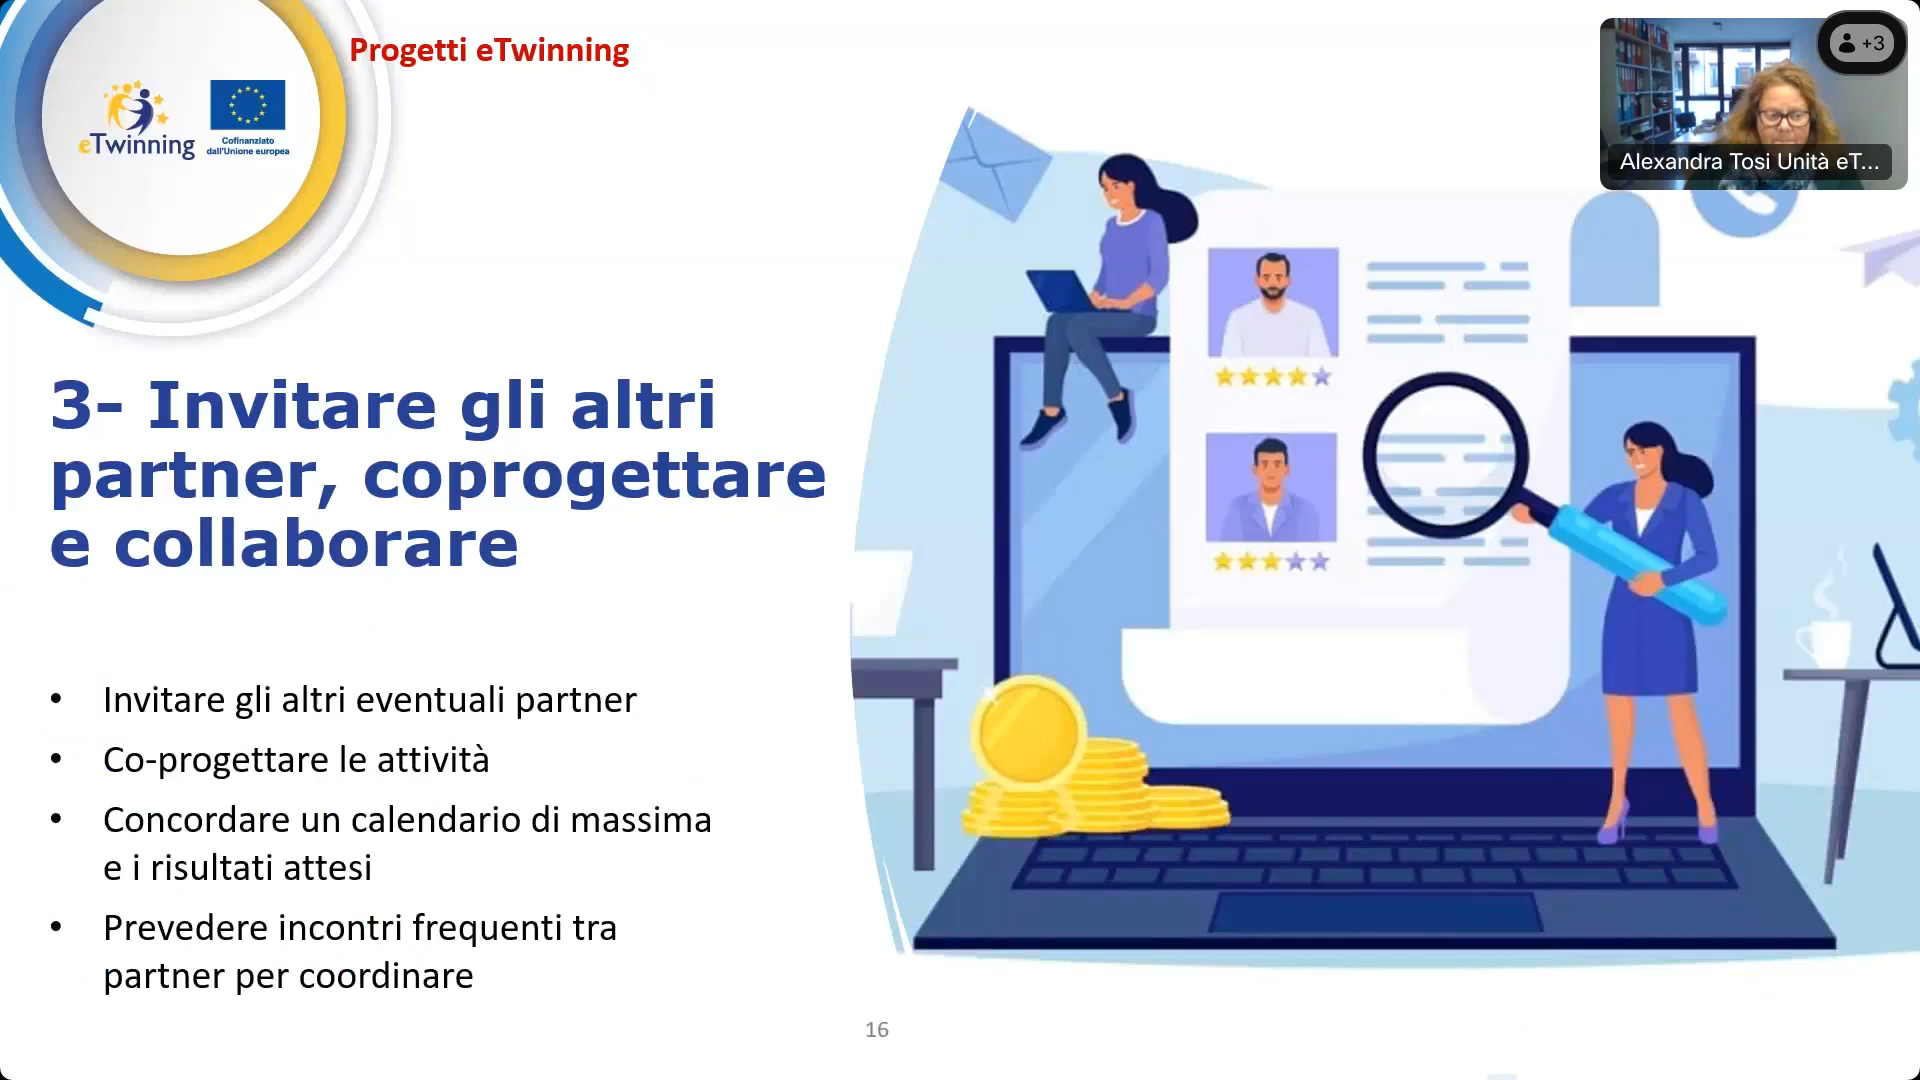 Progetti eTwinning
eTwinning
Cofinanziato
dall'Unione europea
+3
Alexandra Tosi Unità eT...
3- Invitare gli altri
partner, coprogettare
e collaborare
• Invitare gli altri eventuali partner
• Co-progettare le attività
• Concordare un calendario di massima
e i risultati attesi
• Prevedere incontri frequenti tra
partner per coordinare
16